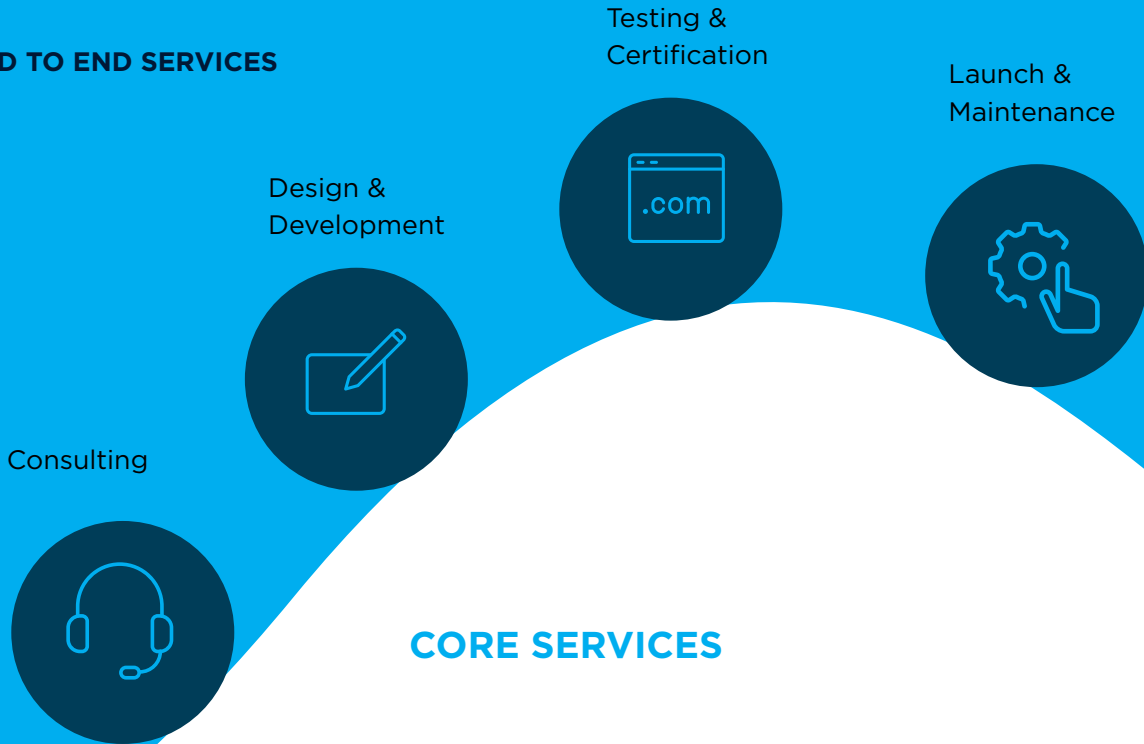 D TO END SERVICES
Testing &
Certification
Launch &
Maintenance
Design &
Development
.com
Consulting
CORE SERVICES